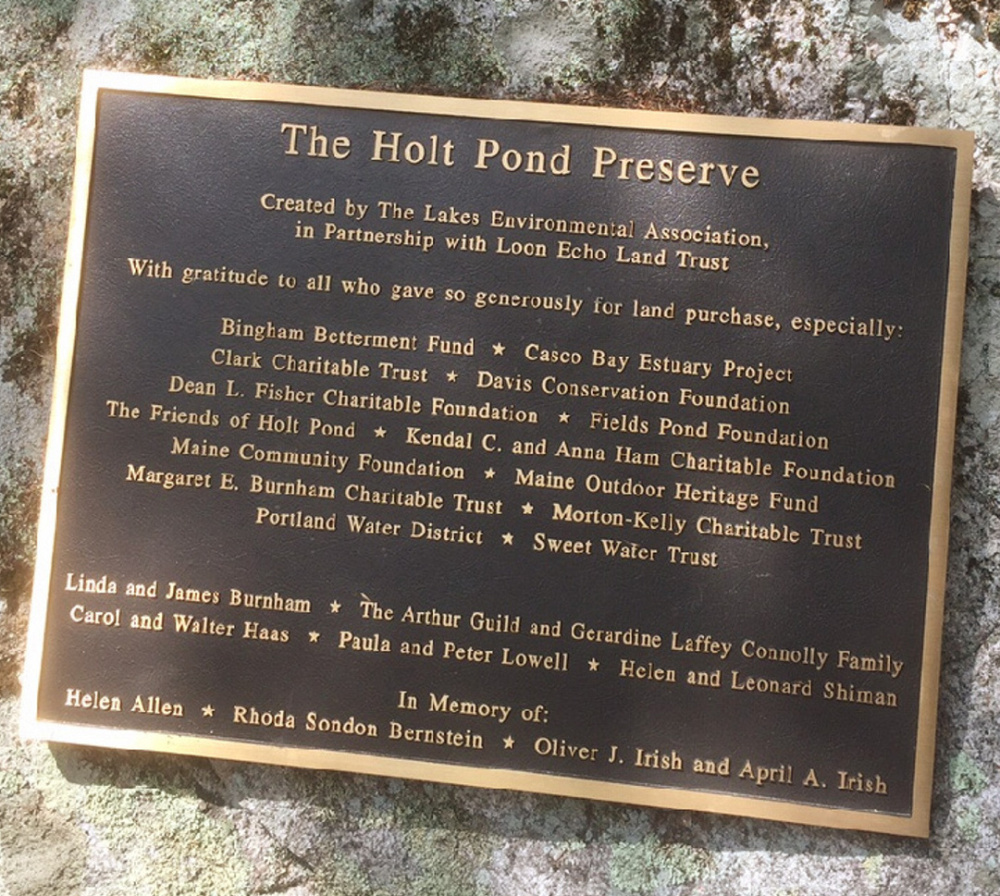 The Holt Pond Preserve
Created by The Lakes Environmental Association,
in Partnership with Loon Echo Land Trust
With gratitude to all who gave so generously for land purchase, especially:
Bingham Betterment Fund ★ Casco Bay Estuary Project
Clark Charitable Trust ★ Davis Conservation Foundation
Dean L. Fisher Charitable Foundation ★ Fields Pond Foundation
The Friends of Holt Pond ★ Kendal C. and Anna Ham Charitable Foundation
Maine Community Foundation ★ Maine Outdoor Heritage Fund
Margaret E. Burnham Charitable Trust ★ Morton-Kelly Charitable Trust
Portland Water District ★ Sweet Water Trust
Linda and James Burnham ★ The Arthur Guild and Gerardine Laffey Connolly Family
Carol and Walter Haas ★ Paula and Peter Lowell ★ Helen and Leonard Shiman
In Memory of:
Helen Allen ★ Rhoda Sondon Bernstein ★ Oliver J. Irish and April A. Irish